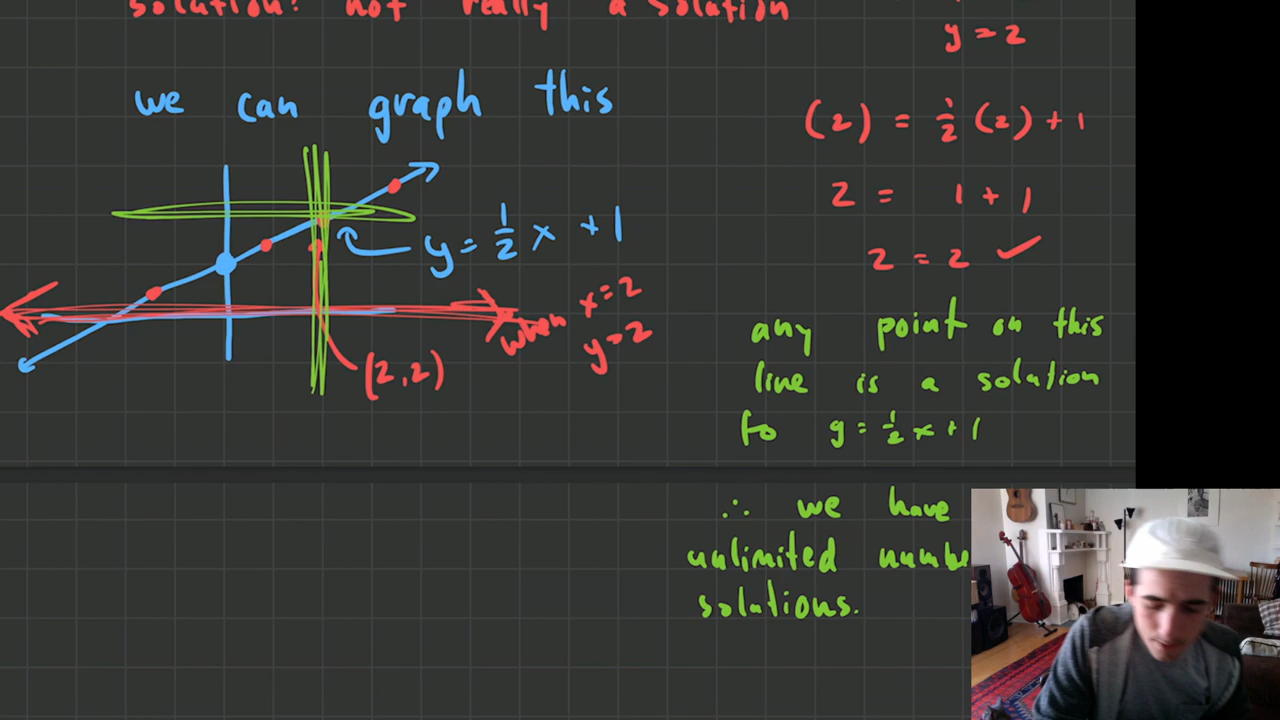 solution? not really a solution
y = 2
we can graph this
(2) = 1/2 (2) + 1
2 = 1 + 1
2 = 2 ✓
y = 1/2 x + 1
when x = 2
y = 2
(2,2)
any point on this
line is a solution
to y = 1/2 x + 1
∴ we have
unlimited numbe
solutions.